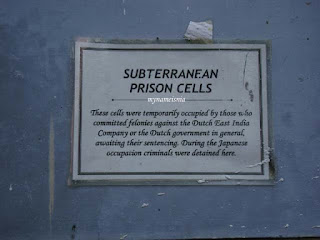 SUBTERRANEAN
PRISON CELLS
mynameisnia
These cells were temporarily occupied by those who
committed felonies against the Dutch East India
Company or the Dutch government in general,
awaiting their sentencing. During the Japanese
occupation criminals were detained here.